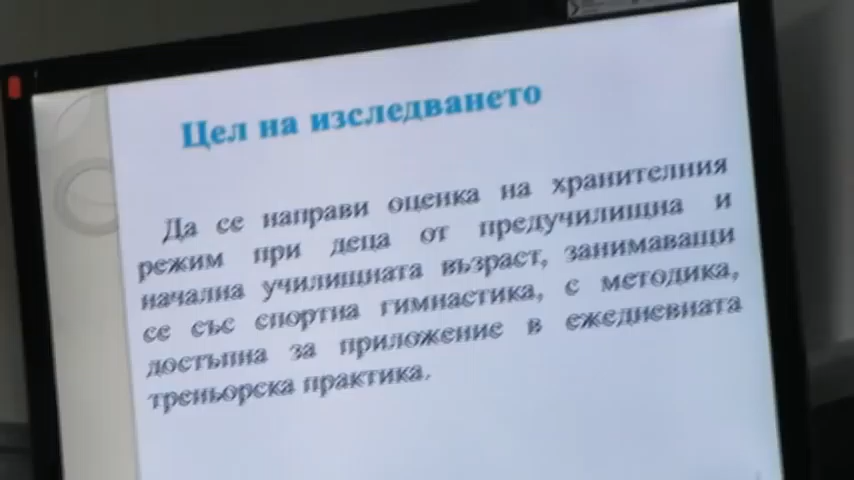 Цел на изследването
Да се направи оценка на хранителния
режим при деца от предучилищна и
начална училищната възраст, занимаващи
се със спортна гимнастика, с методика,
достъпна за приложение в ежедневната
треньорска практика.